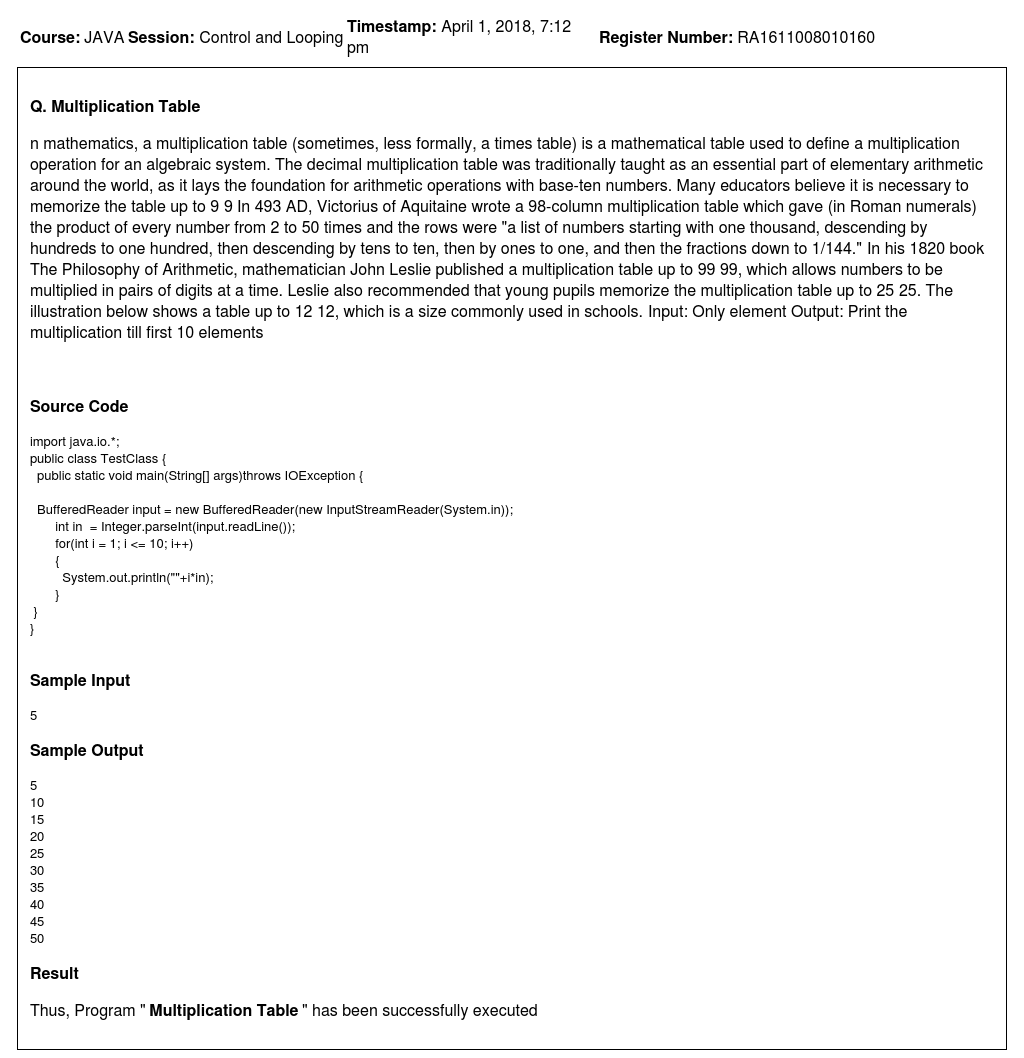 Course: JAVA Session: Control and Looping Timestamp: April 1, 2018, 7:12 pm Register Number: RA1611008010160
Q. Multiplication Table
n mathematics, a multiplication table (sometimes, less formally, a times table) is a mathematical table used to define a multiplication
operation for an algebraic system. The decimal multiplication table was traditionally taught as an essential part of elementary arithmetic
around the world, as it lays the foundation for arithmetic operations with base-ten numbers. Many educators believe it is necessary to
memorize the table up to 9 9 In 493 AD, Victorius of Aquitaine wrote a 98-column multiplication table which gave (in Roman numerals)
the product of every number from 2 to 50 times and the rows were "a list of numbers starting with one thousand, descending by
hundreds to one hundred, then descending by tens to ten, then by ones to one, and then the fractions down to 1/144." In his 1820 book
The Philosophy of Arithmetic, mathematician John Leslie published a multiplication table up to 99 99, which allows numbers to be
multiplied in pairs of digits at a time. Leslie also recommended that young pupils memorize the multiplication table up to 25 25. The
illustration below shows a table up to 12 12, which is a size commonly used in schools. Input: Only element Output: Print the
multiplication till first 10 elements
Source Code
import java.io.*;
public class TestClass {
  public static void main(String[] args)throws IOException {
  BufferedReader input = new BufferedReader(new InputStreamReader(System.in));
       int in  = Integer.parseInt(input.readLine());
       for(int i = 1; i <= 10; i++)
       {
         System.out.println(""+i*in);
       }
 }
}
Sample Input
5
Sample Output
5
10
15
20
25
30
35
40
45
50
Result
Thus, Program " Multiplication Table " has been successfully executed